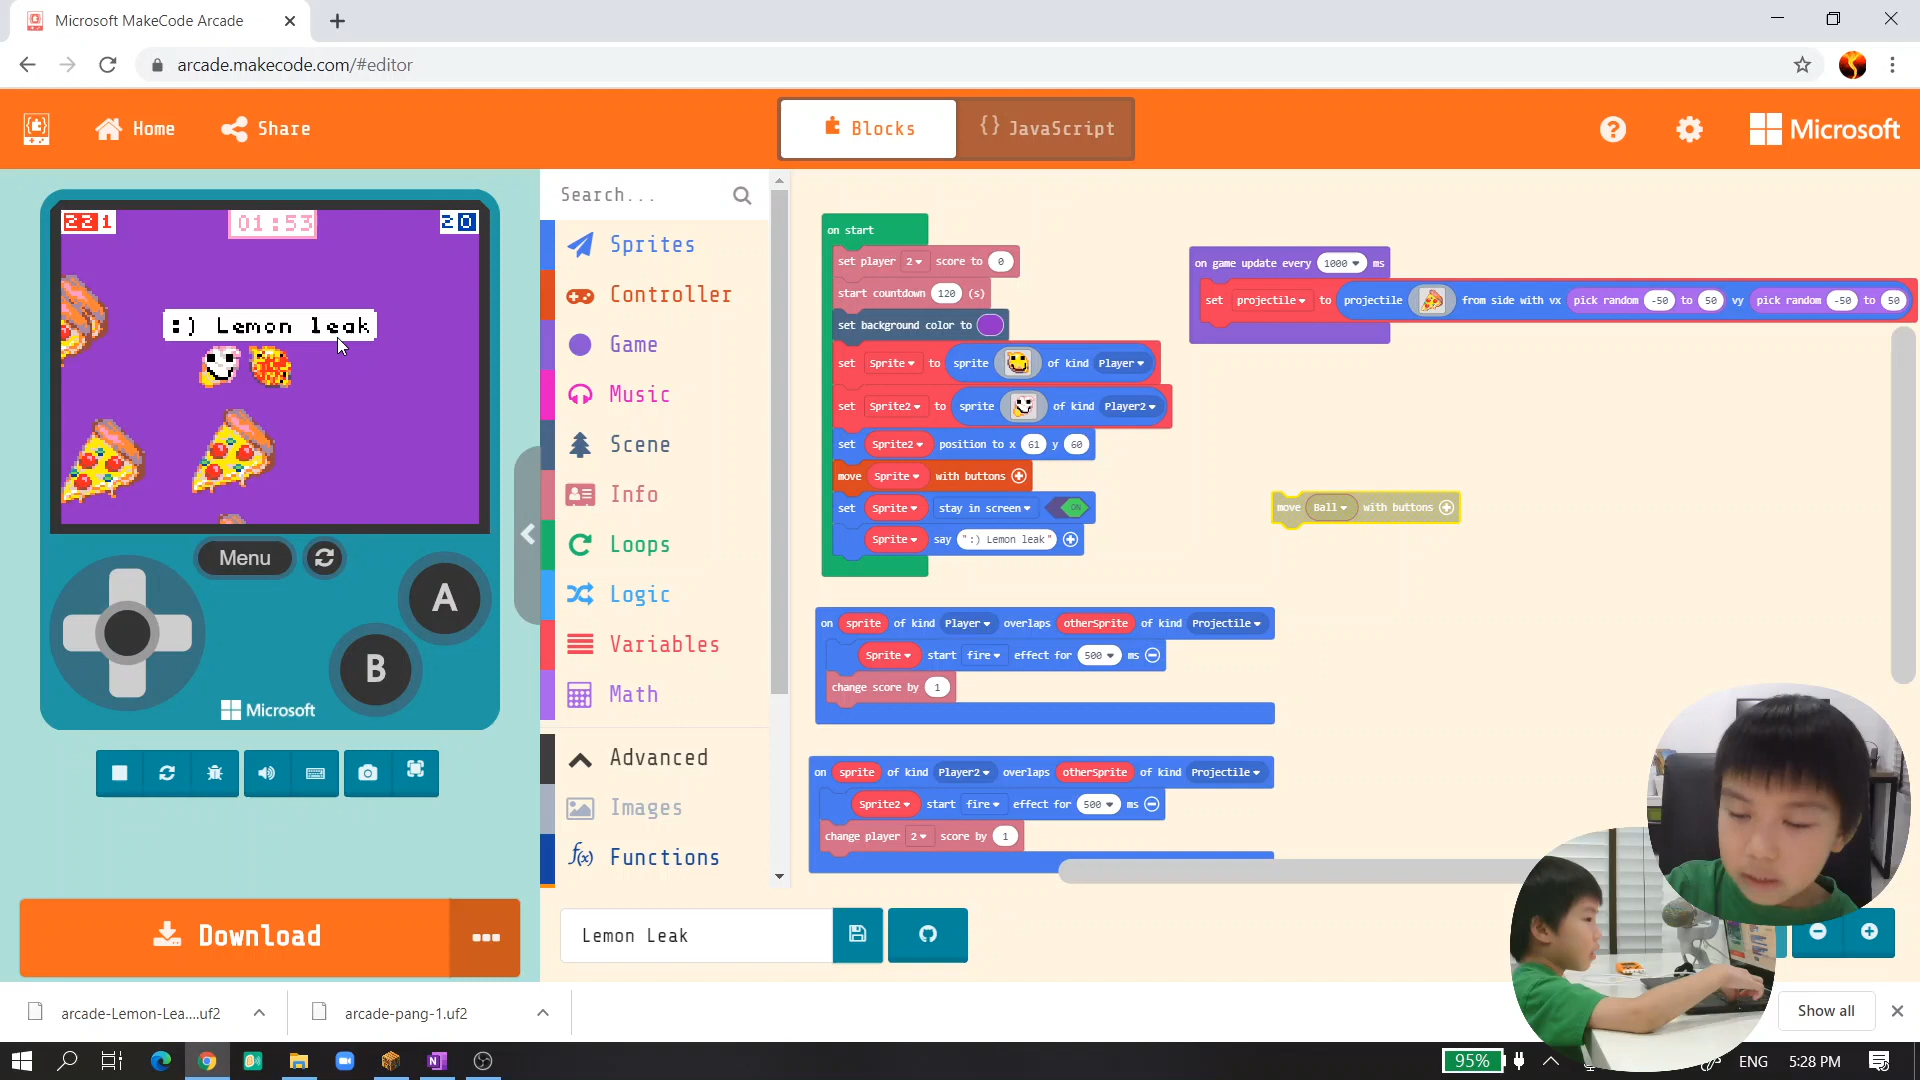 Microsoft MakeCode Arcade
arcade.makecode.com/#editor
Home
Share
Blocks
{} JavaScript
Microsoft
221
01:53
20
:) Lemon leak
Menu
A
B
Microsoft
Download
Search...
Sprites
Controller
Game
Music
Scene
Info
Loops
Logic
Variables
Math
Advanced
Images
f(x) Functions
on start
set player 2 score to 0
start countdown 120 (s)
set background color to
set Sprite to sprite of kind Player
set Sprite2 to sprite of kind Player2
set Sprite2 position to x 61 y 60
move Sprite with buttons
set Sprite stay in screen ON
Sprite say ":) Lemon leak"
on sprite of kind Player overlaps otherSprite of kind Projectile
Sprite start fire effect for 500 ms
change score by 1
on sprite of kind Player2 overlaps otherSprite of kind Projectile
Sprite2 start fire effect for 500 ms
change player 2 score by 1
on game update every 1000 ms
set projectile to projectile from side with vx pick random -50 to 50 vy pick random -50 to 50
move Ball with buttons
Lemon Leak
arcade-Lemon-Lea....uf2
arcade-pang-1.uf2
Show all
95%
ENG
5:28 PM